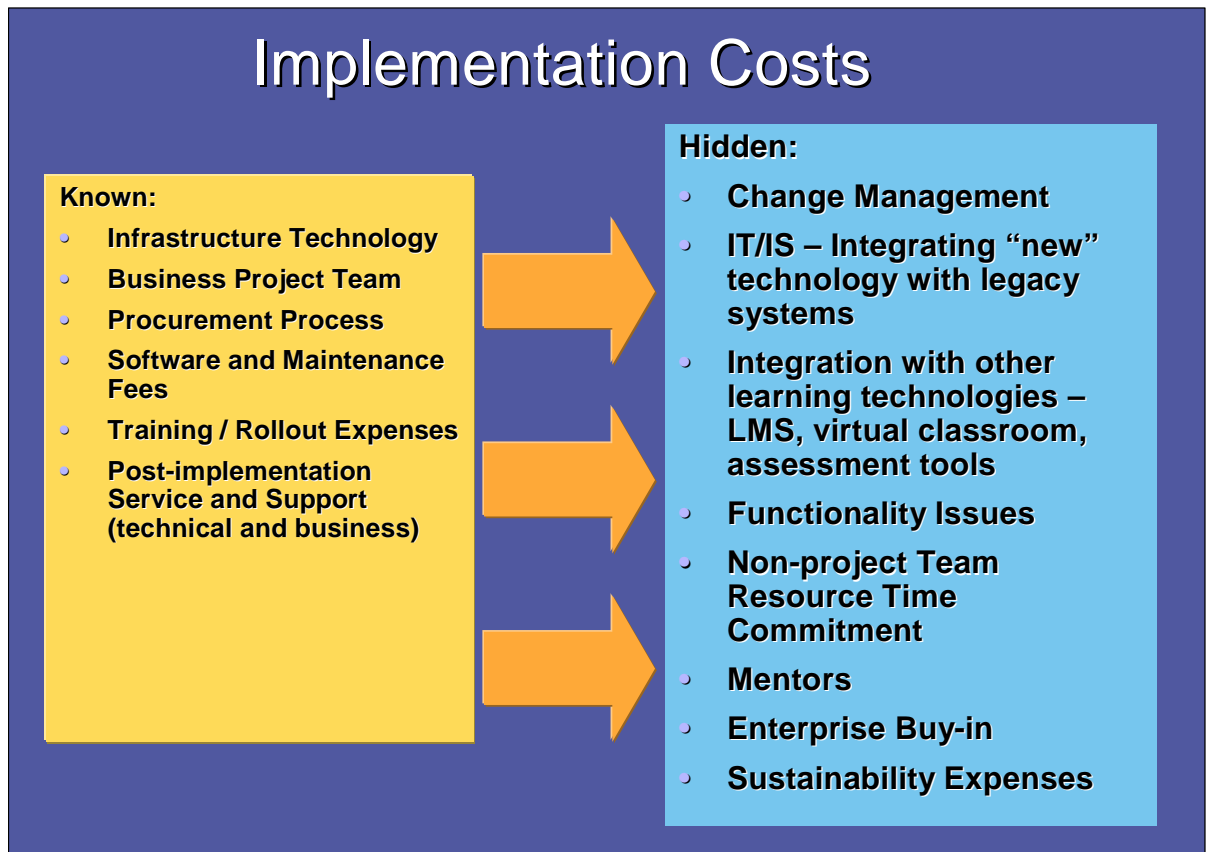 Implementation Costs
Known:
• Infrastructure Technology
• Business Project Team
• Procurement Process
• Software and Maintenance
Fees
• Training / Rollout Expenses
• Post-implementation
Service and Support
(technical and business)
Hidden:
• Change Management
• IT/IS – Integrating “new”
technology with legacy
systems
• Integration with other
learning technologies –
LMS, virtual classroom,
assessment tools
• Functionality Issues
• Non-project Team
Resource Time
Commitment
• Mentors
• Enterprise Buy-in
• Sustainability Expenses